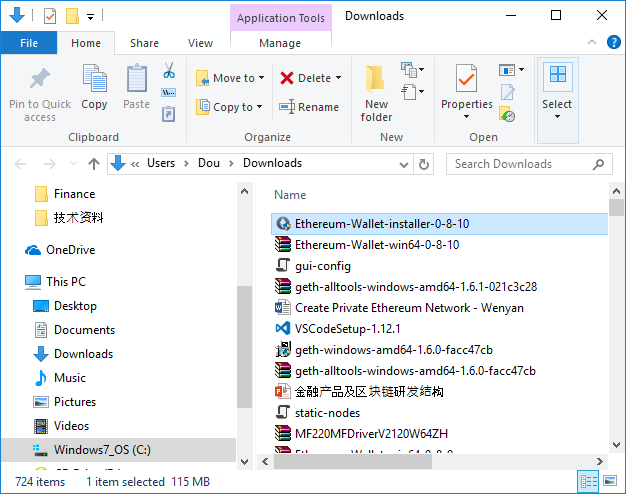 Application Tools
Downloads
File
Home
Share
View
Manage
Pin to Quick access
Copy
Paste
Clipboard
Move to
Copy to
Delete
Rename
Organize
New folder
New
Properties
Open
Select
« Users > Dou > Downloads
Search Downloads
Finance
技术資料
OneDrive
This PC
Desktop
Documents
Downloads
Music
Pictures
Videos
Windows7_OS (C:)
Name
Ethereum-Wallet-installer-0-8-10
Ethereum-Wallet-win64-0-8-10
gui-config
geth-alltools-windows-amd64-1.6.1-021c3c28
Create Private Ethereum Network - Wenyan
VSCodeSetup-1.12.1
geth-windows-amd64-1.6.0-facc47cb
geth-alltools-windows-amd64-1.6.0-facc47cb
金融产品及区块链研发结构
static-nodes
MF220MFDriverV2120W64ZH
724 items
1 item selected 115 MB